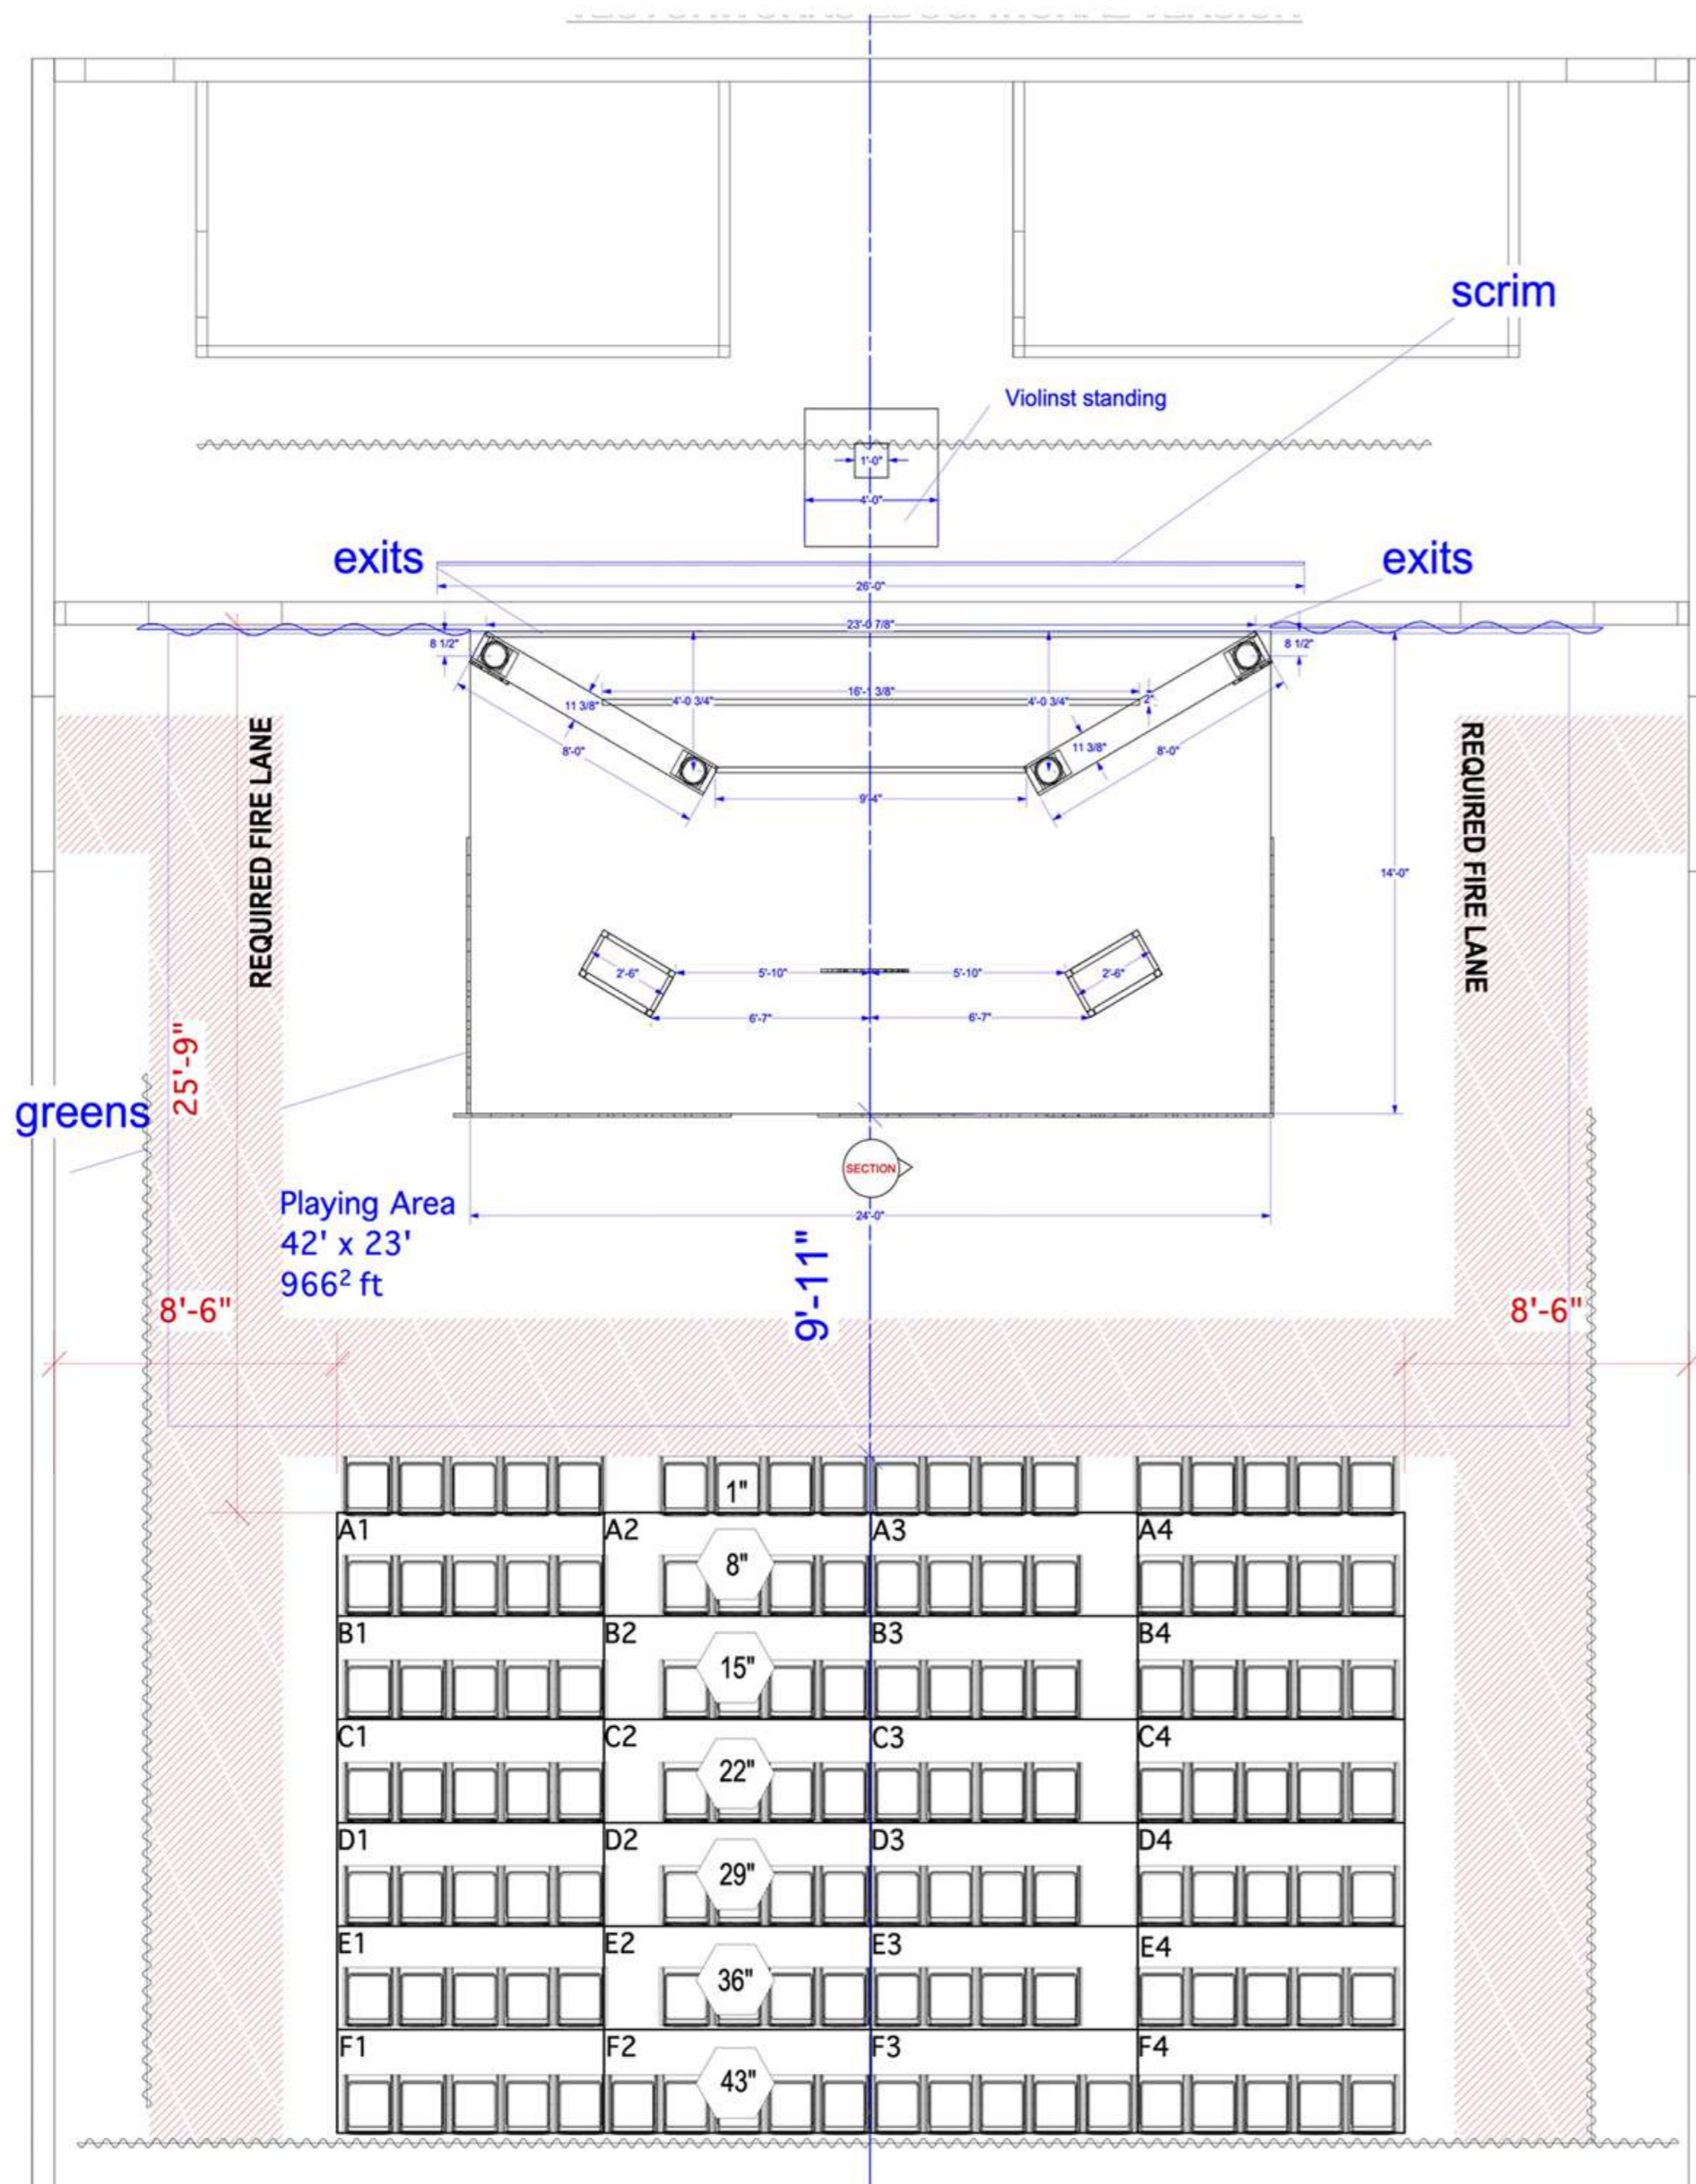 scrim
Violinst standing
1'-0"
4'-0"
exits
exits
26'-0"
23'-0 7/8"
8 1/2"
8 1/2"
16'-1 3/8"
4'-0 3/4"
4'-0 3/4"
2"
11 3/8"
11 3/8"
8'-0"
8'-0"
9'-4"
REQUIRED FIRE LANE
REQUIRED FIRE LANE
14'-0"
2'-6"
5'-10"
5'-10"
2'-6"
6'-7"
6'-7"
25'-9"
greens
SECTION
Playing Area
42' x 23'
966² ft
24'-0"
9'-11"
8'-6"
8'-6"
1"
A1
A2
A3
A4
8"
B1
B2
B3
B4
15"
C1
C2
C3
C4
22"
D1
D2
D3
D4
29"
E1
E2
E3
E4
36"
F1
F2
F3
F4
43"